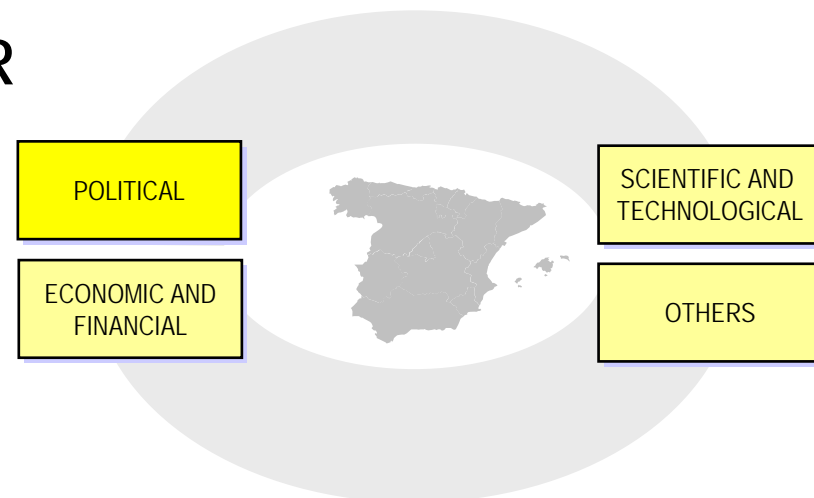 R
POLITICAL
ECONOMIC AND
FINANCIAL
SCIENTIFIC AND
TECHNOLOGICAL
OTHERS